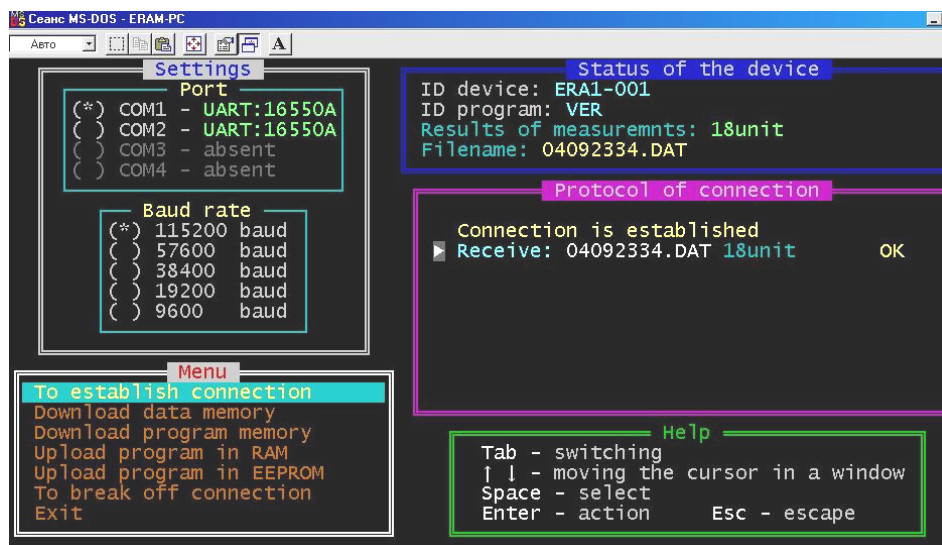 Сеанс MS-DOS - ERAM-PC
Авто
A
Settings
Port
(*) COM1 - UART:16550A
( ) COM2 - UART:16550A
( ) COM3 - absent
( ) COM4 - absent
Baud rate
(*) 115200 baud
( ) 57600 baud
( ) 38400 baud
( ) 19200 baud
( ) 9600 baud
Menu
To establish connection
Download data memory
Download program memory
Upload program in RAM
Upload program in EEPROM
To break off connection
Exit
Status of the device
ID device: ERA1-001
ID program: VER
Results of measuremnts: 18unit
Filename: 04092334.DAT
Protocol of connection
Connection is established
Receive: 04092334.DAT 18unit OK
Help
Tab - switching
↑ ↓ - moving the cursor in a window
Space - select
Enter - action Esc - escape